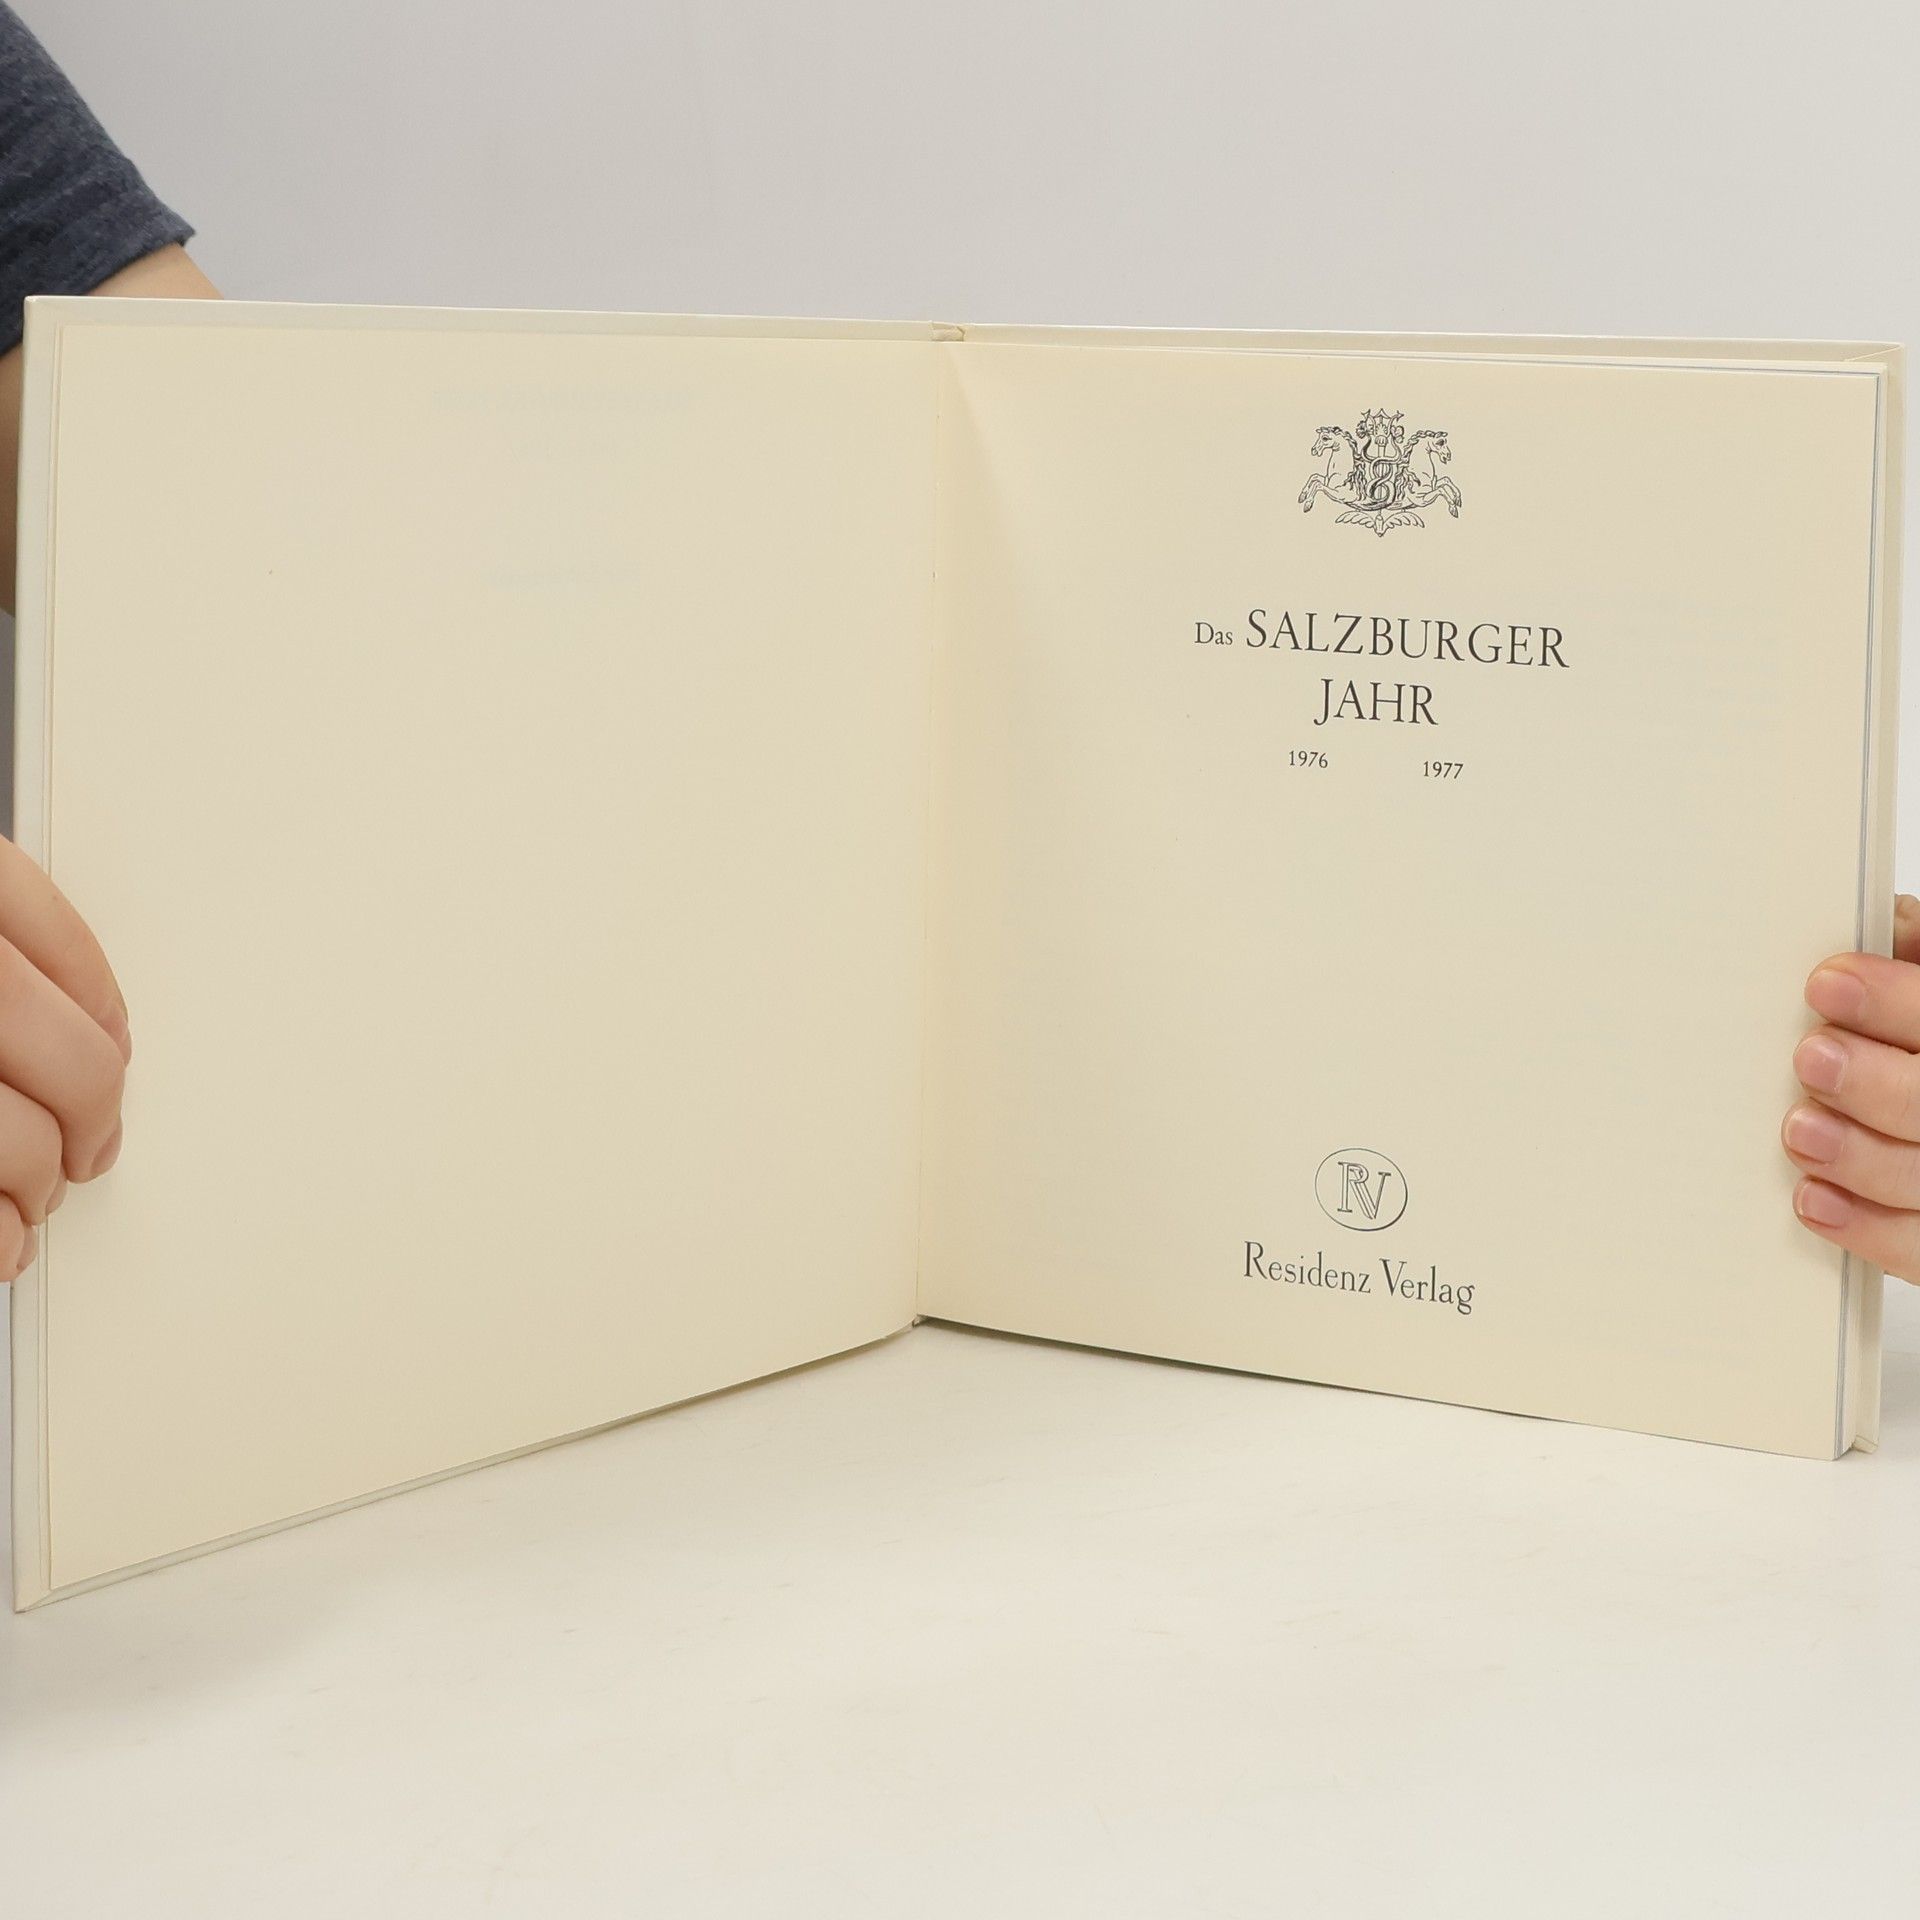 Das SALZBURGER
JAHR
1976 1977
RV
Residenz Verlag